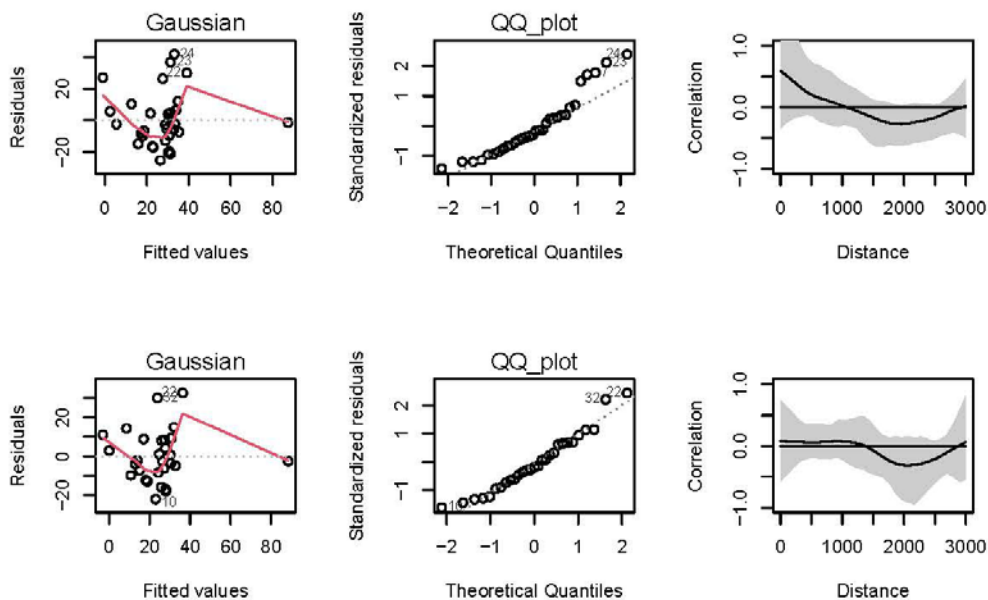 Gaussian
Residuals
20
-20
24
23
22
0 20 40 60 80
Fitted values
QQ_plot
Standardized residuals
2
1
-1
24
23
7
-2 -1 0 1 2
Theoretical Quantiles
Correlation
1.0
0.0
-1.0
0 1000 2000 3000
Distance
Gaussian
Residuals
20
0
-20
22
32
10
0 20 40 60 80
Fitted values
QQ_plot
Standardized residuals
2
1
-1
32
22
10
-2 -1 0 1 2
Theoretical Quantiles
Correlation
1.0
0.0
-1.0
0 1000 2000 3000
Distance